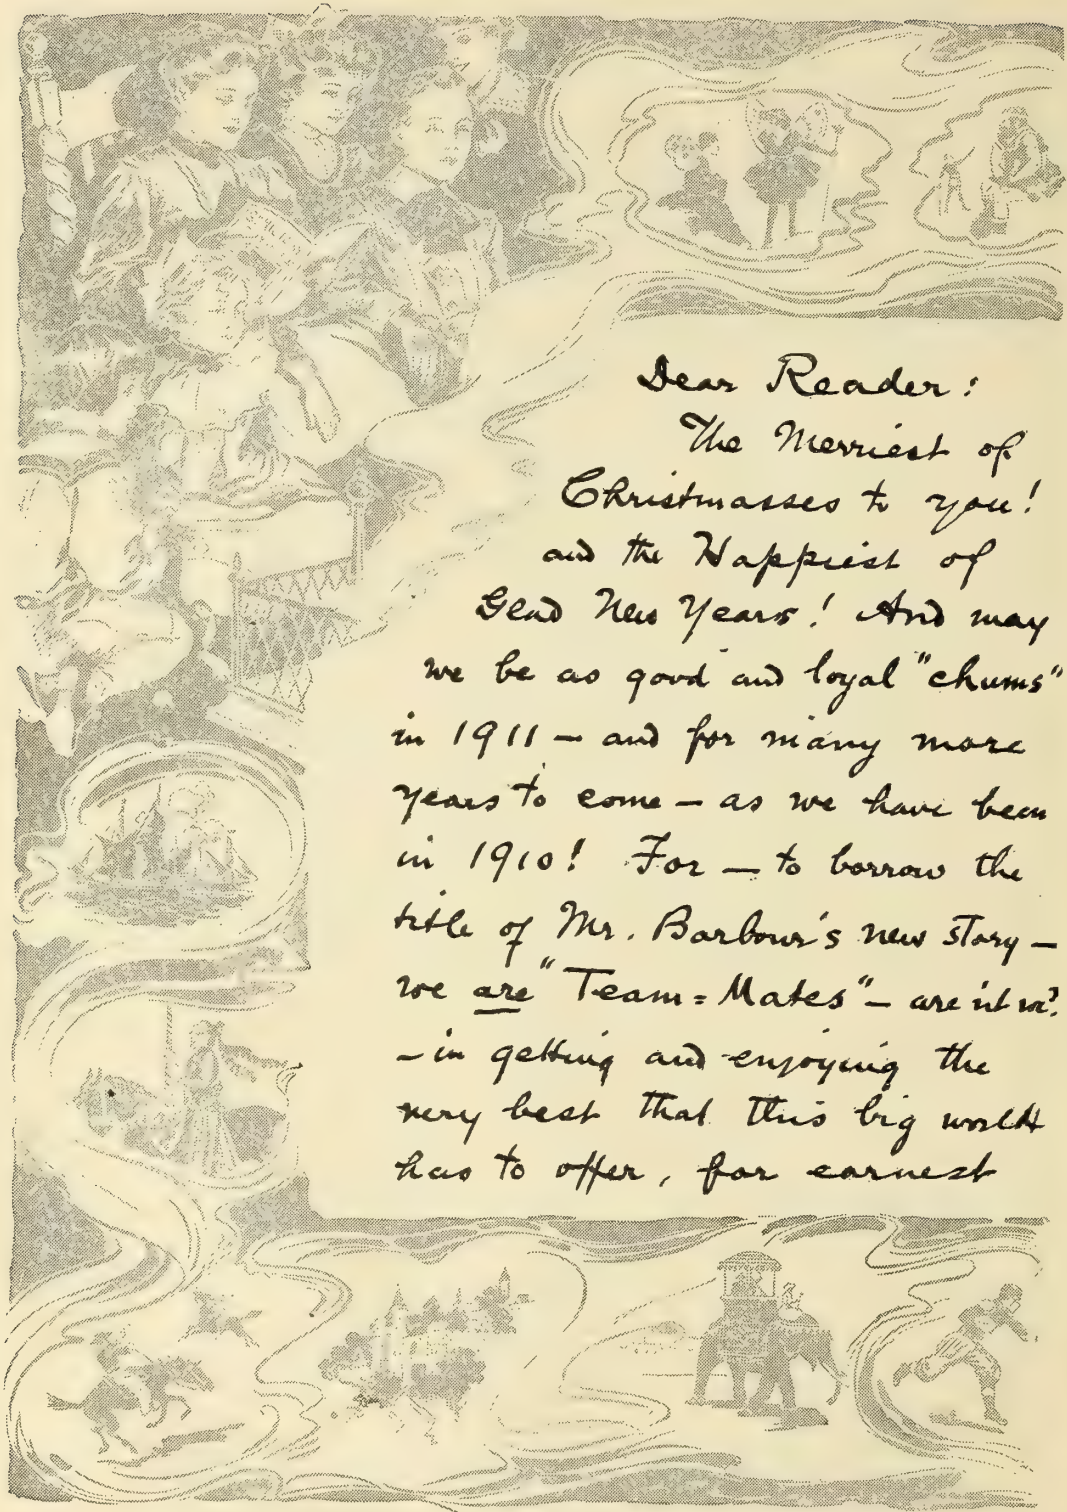 Dear Reader:
The Merriest of
Christmasses to you!
and the Happiest of
Glad New Years! And may
we be as good and loyal "chums"
in 1911 — and for many more
years to come — as we have been
in 1910! For — to borrow the
title of Mr. Barbour's new story —
we are "Team=Mates" — are n't we?
— in getting and enjoying the
very best that this big world
has to offer, for earnest